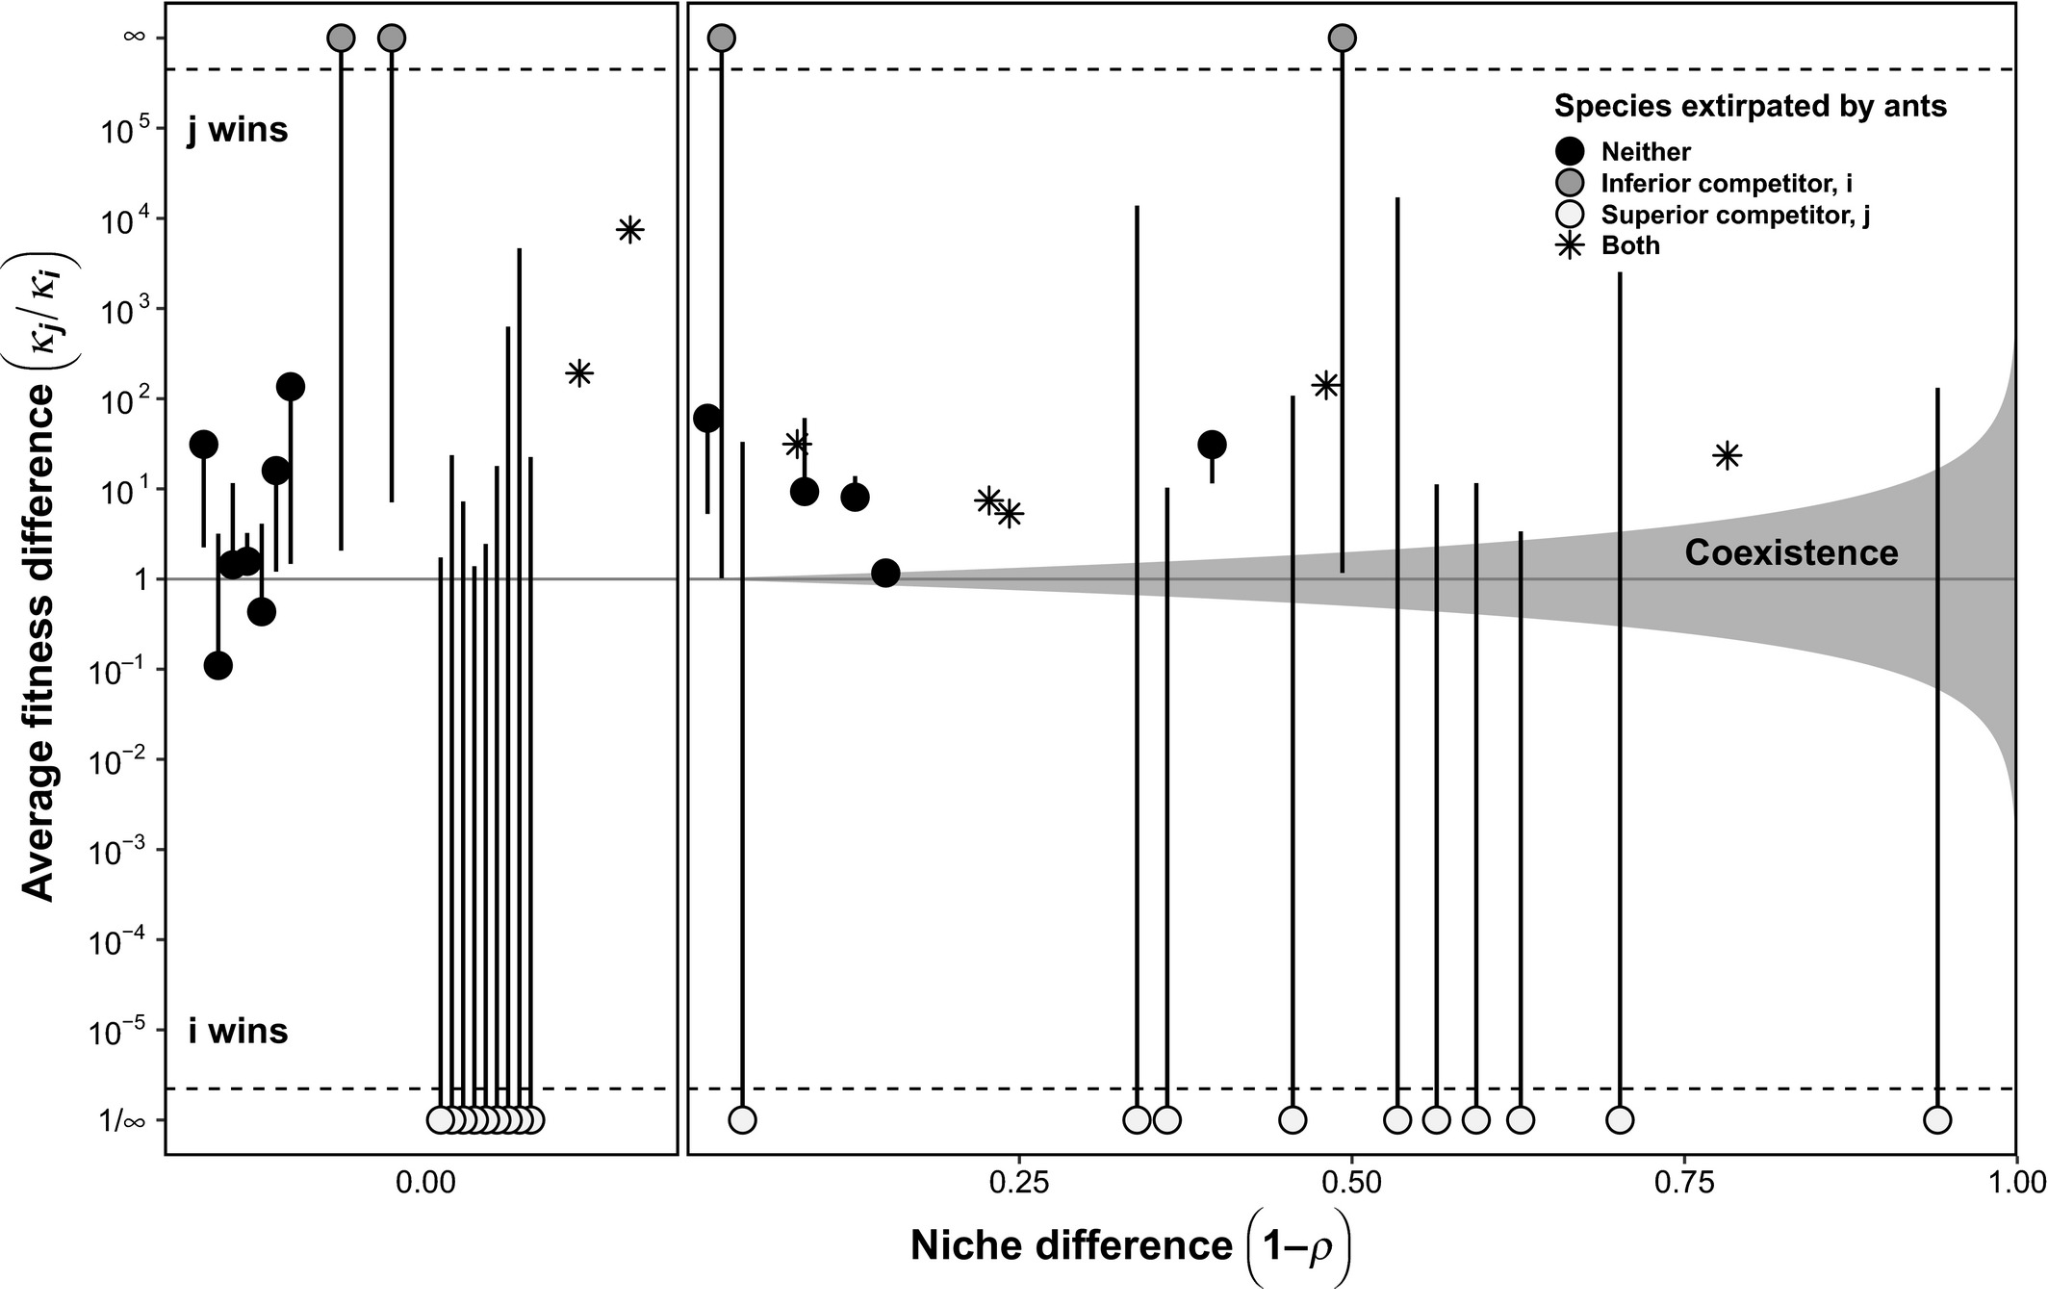 ∞
10^5
10^4
10^3
10^2
10^1
1
10^−1
10^−2
10^−3
10^−4
10^−5
1/∞
Average fitness difference (κj/κi)
j wins
i wins
Species extirpated by ants
Neither
Inferior competitor, i
Superior competitor, j
Both
Coexistence
0.00
0.25
0.50
0.75
1.00
Niche difference (1−ρ)